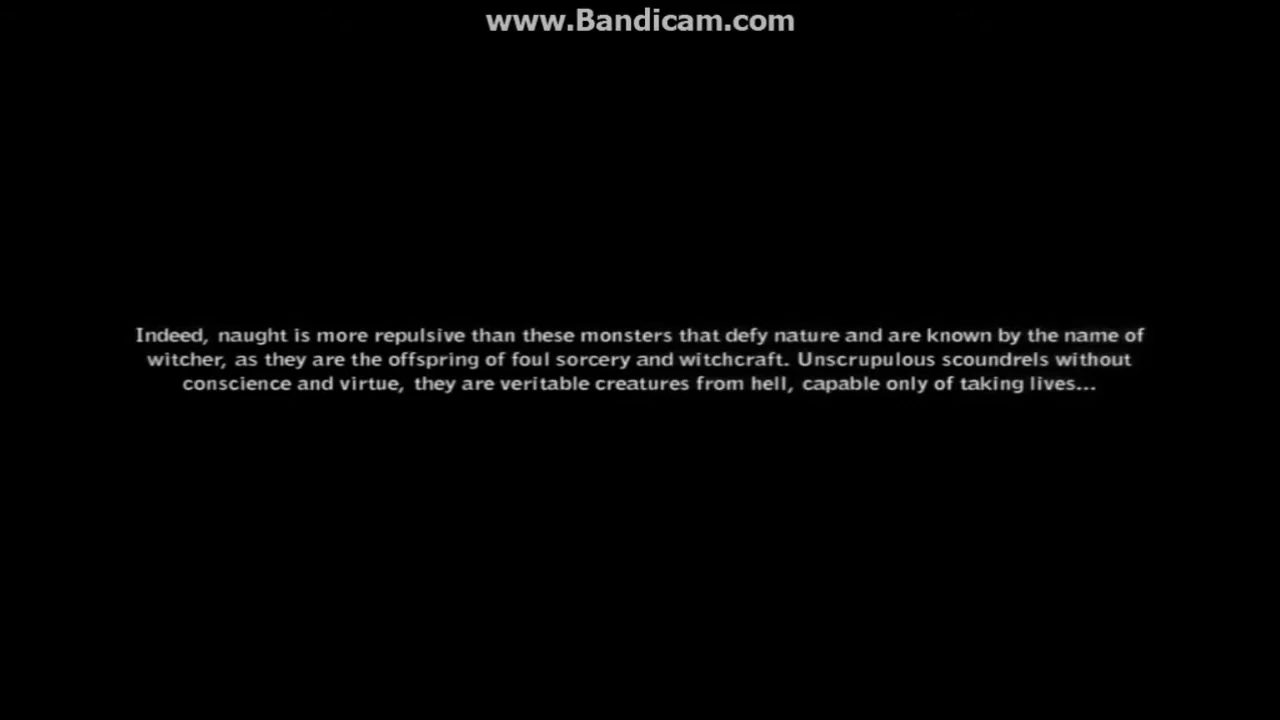 www.Bandicam.com
Indeed, naught is more repulsive than these monsters that defy nature and are known by the name of
witcher, as they are the offspring of foul sorcery and witchcraft. Unscrupulous scoundrels without
conscience and virtue, they are veritable creatures from hell, capable only of taking lives...